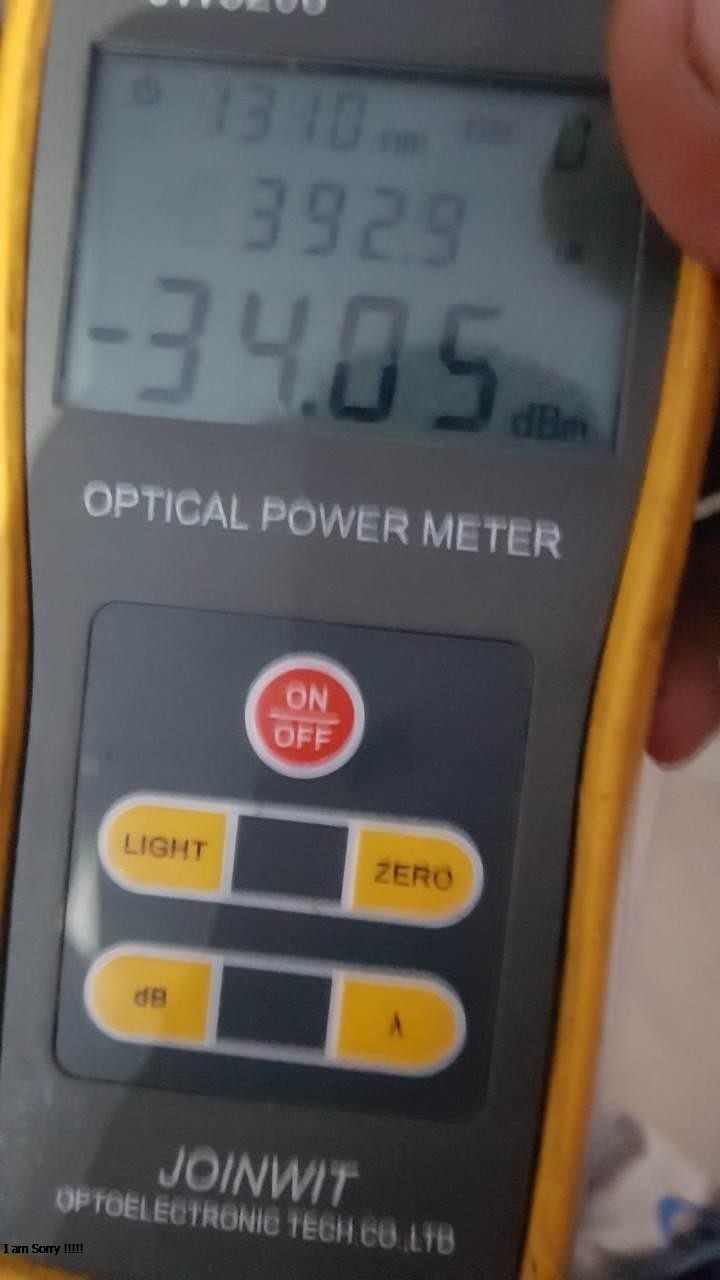 1310 nm
392.9
-34.05 dBm
OPTICAL POWER METER
ON
OFF
LIGHT
ZERO
dB
λ
JOINWIT
OPTOELECTRONIC TECH.CO.,LTD
I am Sorry !!!!!